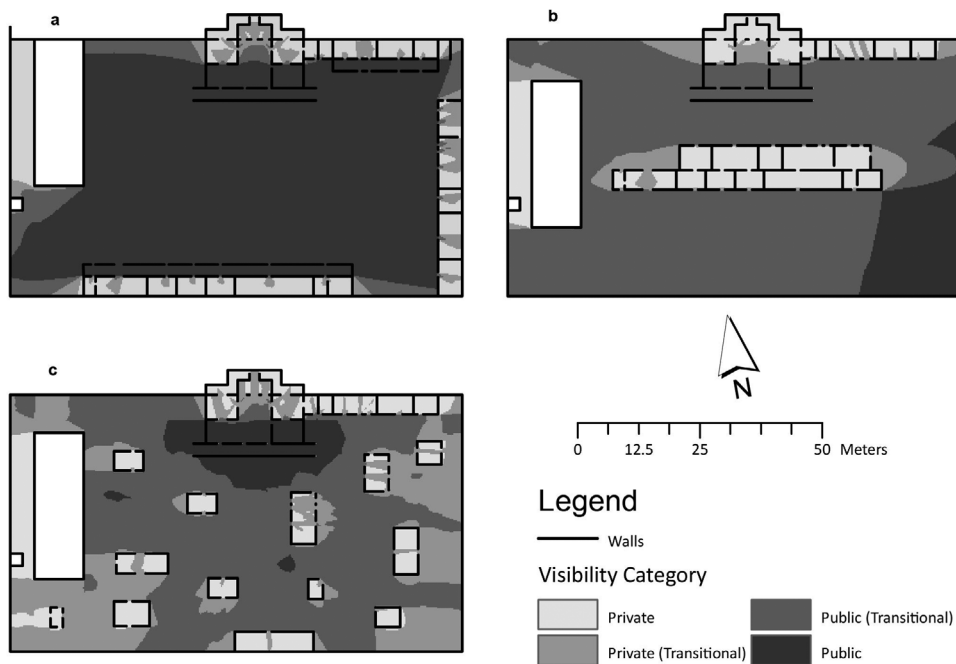 a
b
c
N
0 12.5 25 50 Meters
Legend
Walls
Visibility Category
Private Public (Transitional)
Private (Transitional) Public